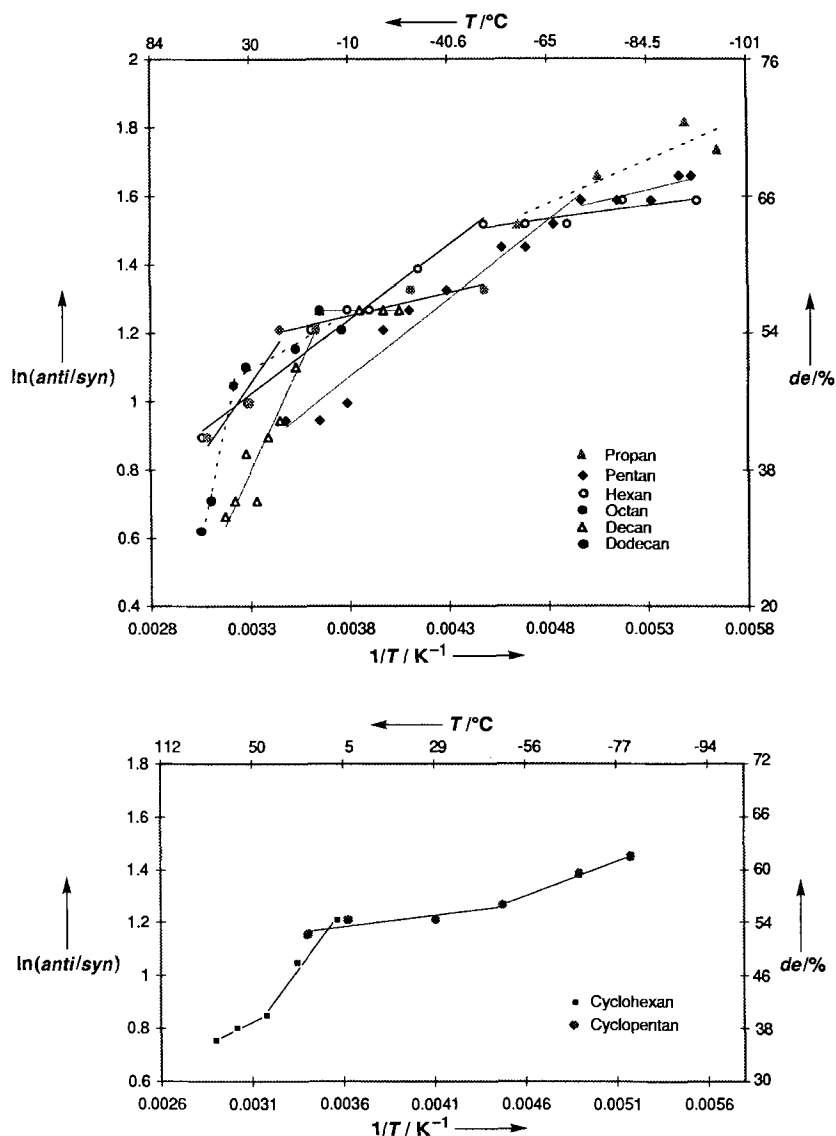 T /°C
84 30 -10 -40.6 -65 -84.5 -101
2 76
1.8
1.6 66
1.4
1.2 54
ln(anti/syn) de/%
1
0.8 38
0.6
0.4 20
Propan
Pentan
Hexan
Octan
Decan
Dodecan
0.0028 0.0033 0.0038 0.0043 0.0048 0.0053 0.0058
1/T / K⁻¹
T /°C
112 50 5 29 -56 -77 -94
1.8 72
1.6 66
1.4 60
1.2 54
ln(anti/syn) de/%
1 46
0.8 38
0.6 30
Cyclohexan
Cyclopentan
0.0026 0.0031 0.0036 0.0041 0.0046 0.0051 0.0056
1/T / K⁻¹